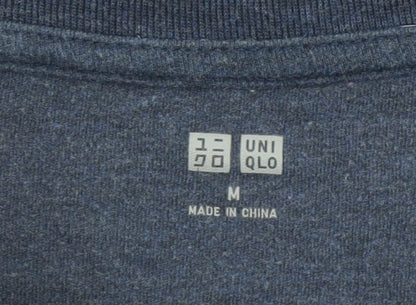 ユニ UNI
クロ QLO
M
MADE IN CHINA